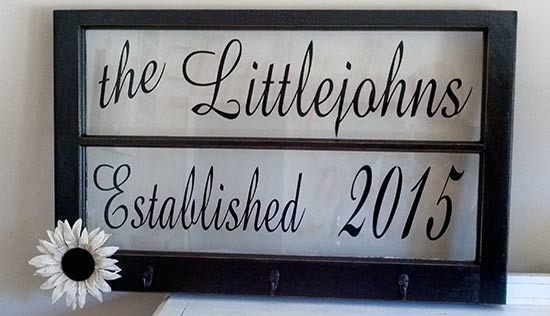 the Littlejohns
Established 2015